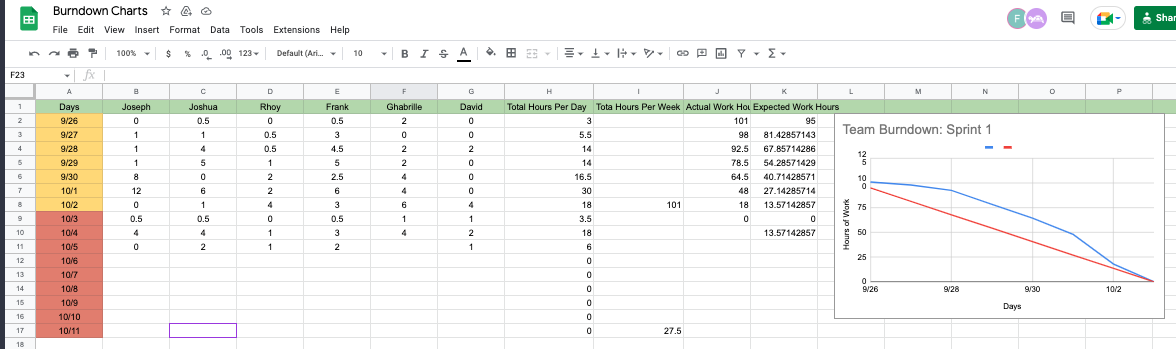 Burndown Charts
File Edit View Insert Format Data Tools Extensions Help
F
Shar
100% $ % .0 .00 123 Default (Ari... 10 B I S A
F23 fx
A B C D E F G H I J K L M N O P
1 Days Joseph Joshua Rhoy Frank Ghabrille David Total Hours Per Day Tota Hours Per Week Actual Work Hou Expected Work Hours
2 9/26 0 0.5 0 0.5 2 0 3 101 95
3 9/27 1 1 0.5 3 0 0 5.5 98 81.42857143
4 9/28 1 4 0.5 4.5 2 2 14 92.5 67.85714286
5 9/29 1 5 1 5 2 0 14 78.5 54.28571429
6 9/30 8 0 2 2.5 4 0 16.5 64.5 40.71428571
7 10/1 12 6 2 6 4 0 30 48 27.14285714
8 10/2 0 1 4 3 6 4 18 101 18 13.57142857
9 10/3 0.5 0.5 0 0.5 1 1 3.5 0 0
10 10/4 4 4 1 3 4 2 18 13.57142857
11 10/5 0 2 1 2 1 6
12 10/6 0
13 10/7 0
14 10/8 0
15 10/9 0
16 10/10 0
17 10/11 0 27.5
18
Team Burndown: Sprint 1
12
5
10
0
75
50
25
0
Hours of Work
9/26 9/28 9/30 10/2
Days